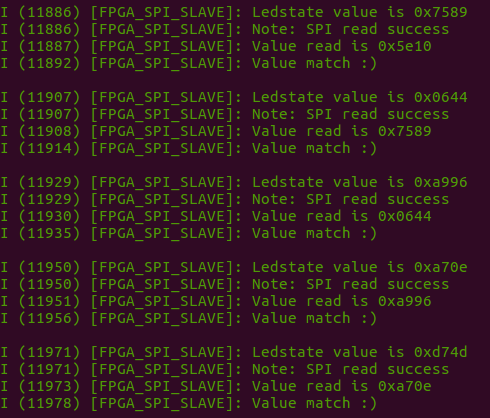 I (11886) [FPGA_SPI_SLAVE]: Ledstate value is 0x7589
I (11886) [FPGA_SPI_SLAVE]: Note: SPI read success
I (11887) [FPGA_SPI_SLAVE]: Value read is 0x5e10
I (11892) [FPGA_SPI_SLAVE]: Value match :)
I (11907) [FPGA_SPI_SLAVE]: Ledstate value is 0x0644
I (11907) [FPGA_SPI_SLAVE]: Note: SPI read success
I (11908) [FPGA_SPI_SLAVE]: Value read is 0x7589
I (11914) [FPGA_SPI_SLAVE]: Value match :)
I (11929) [FPGA_SPI_SLAVE]: Ledstate value is 0xa996
I (11929) [FPGA_SPI_SLAVE]: Note: SPI read success
I (11930) [FPGA_SPI_SLAVE]: Value read is 0x0644
I (11935) [FPGA_SPI_SLAVE]: Value match :)
I (11950) [FPGA_SPI_SLAVE]: Ledstate value is 0xa70e
I (11950) [FPGA_SPI_SLAVE]: Note: SPI read success
I (11951) [FPGA_SPI_SLAVE]: Value read is 0xa996
I (11956) [FPGA_SPI_SLAVE]: Value match :)
I (11971) [FPGA_SPI_SLAVE]: Ledstate value is 0xd74d
I (11971) [FPGA_SPI_SLAVE]: Note: SPI read success
I (11973) [FPGA_SPI_SLAVE]: Value read is 0xa70e
I (11978) [FPGA_SPI_SLAVE]: Value match :)